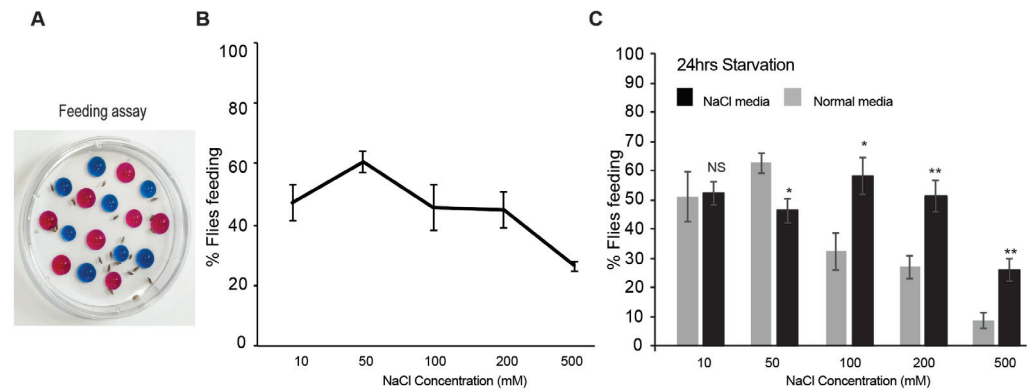 A
Feeding assay
B
100
80
60
40
20
0
% Flies feeding
10 50 100 200 500
NaCl Concentration (mM)
C
100
90
80
70
60
50
40
30
20
10
0
% Flies feeding
24hrs Starvation
NaCl media Normal media
NS
*
*
**
**
10 50 100 200 500
NaCl Concentration (mM)